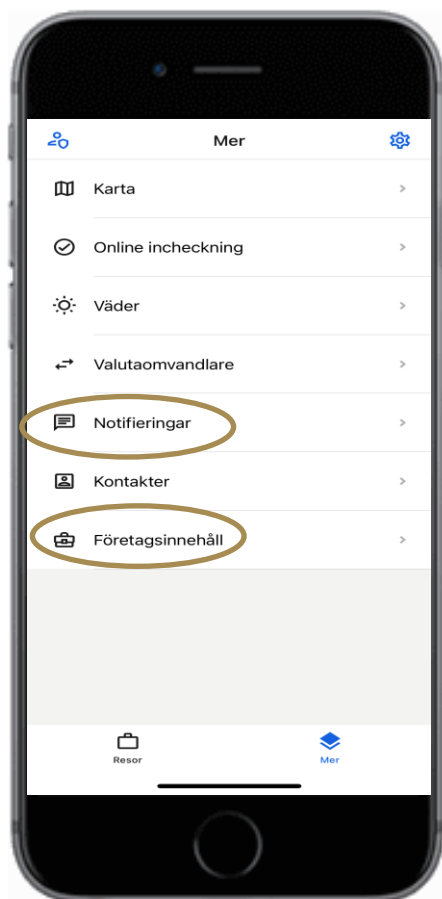 Mer
Karta
Online incheckning
Väder
Valutaomvandlare
Notifieringar
Kontakter
Företagsinnehåll
Resor
Mer